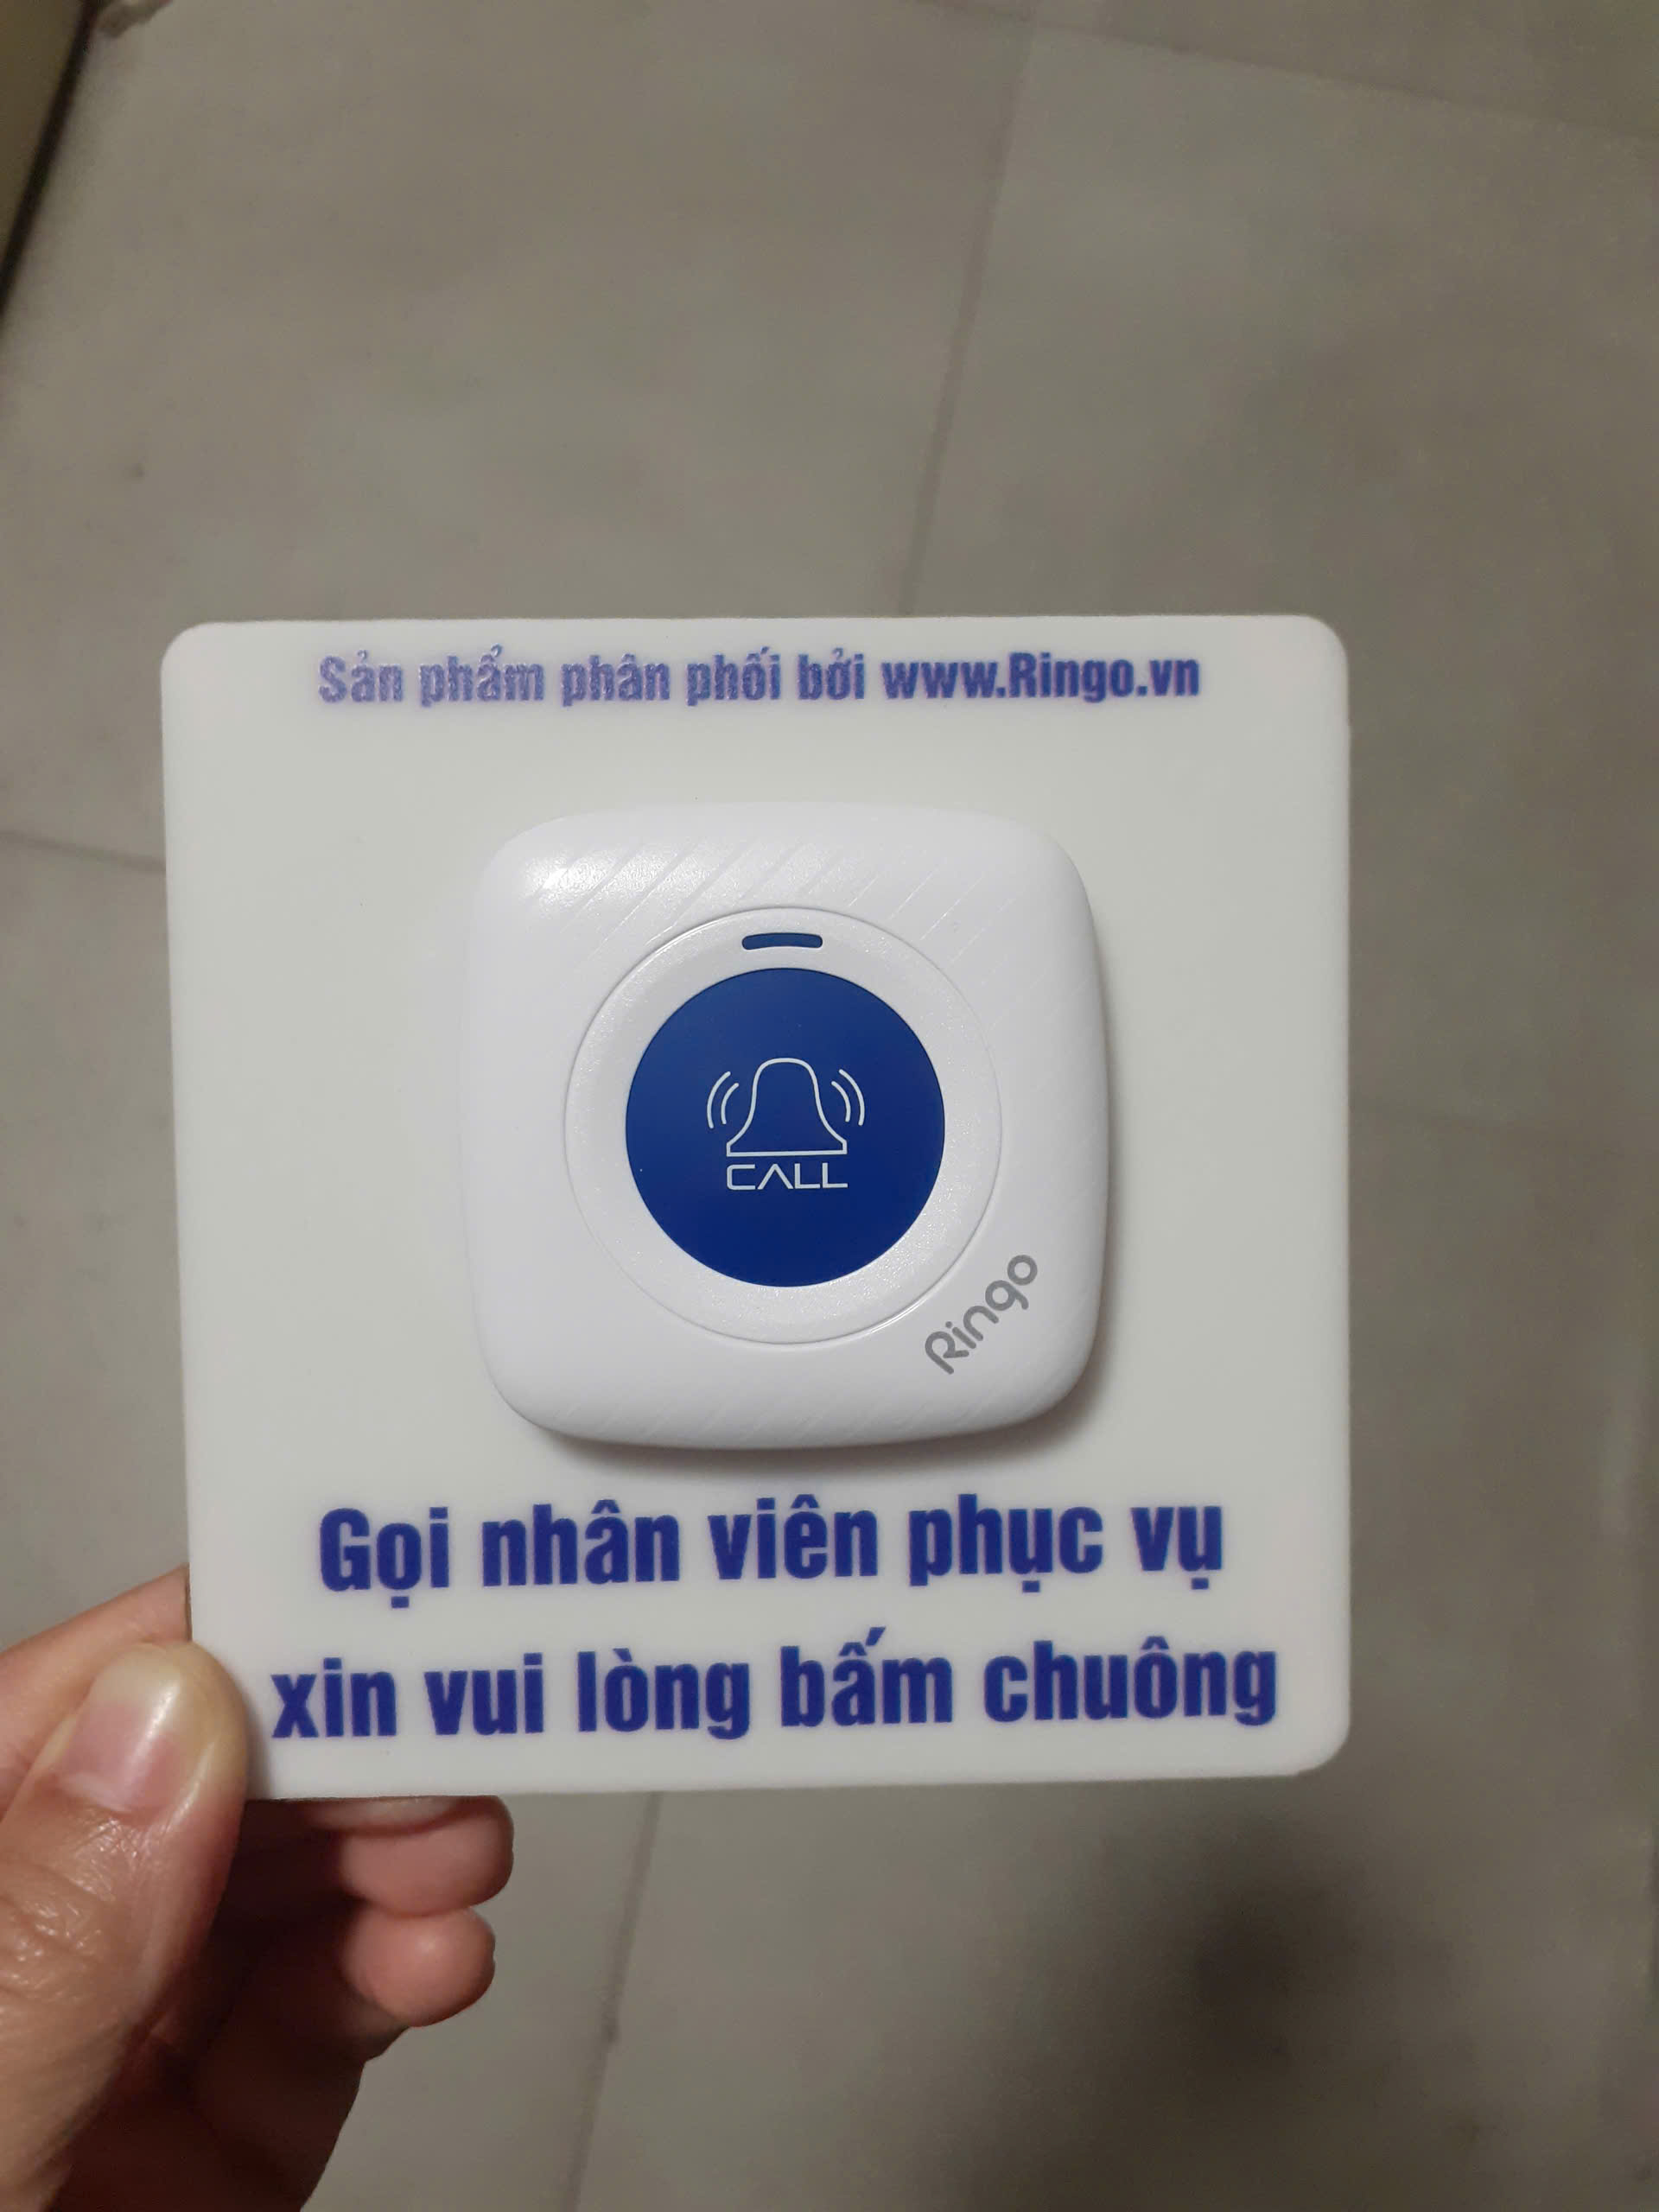 Sản phẩm phân phối bởi www.Ringo.vn
CALL
Ringo
Gọi nhân viên phục vụ
xin vui lòng bấm chuông